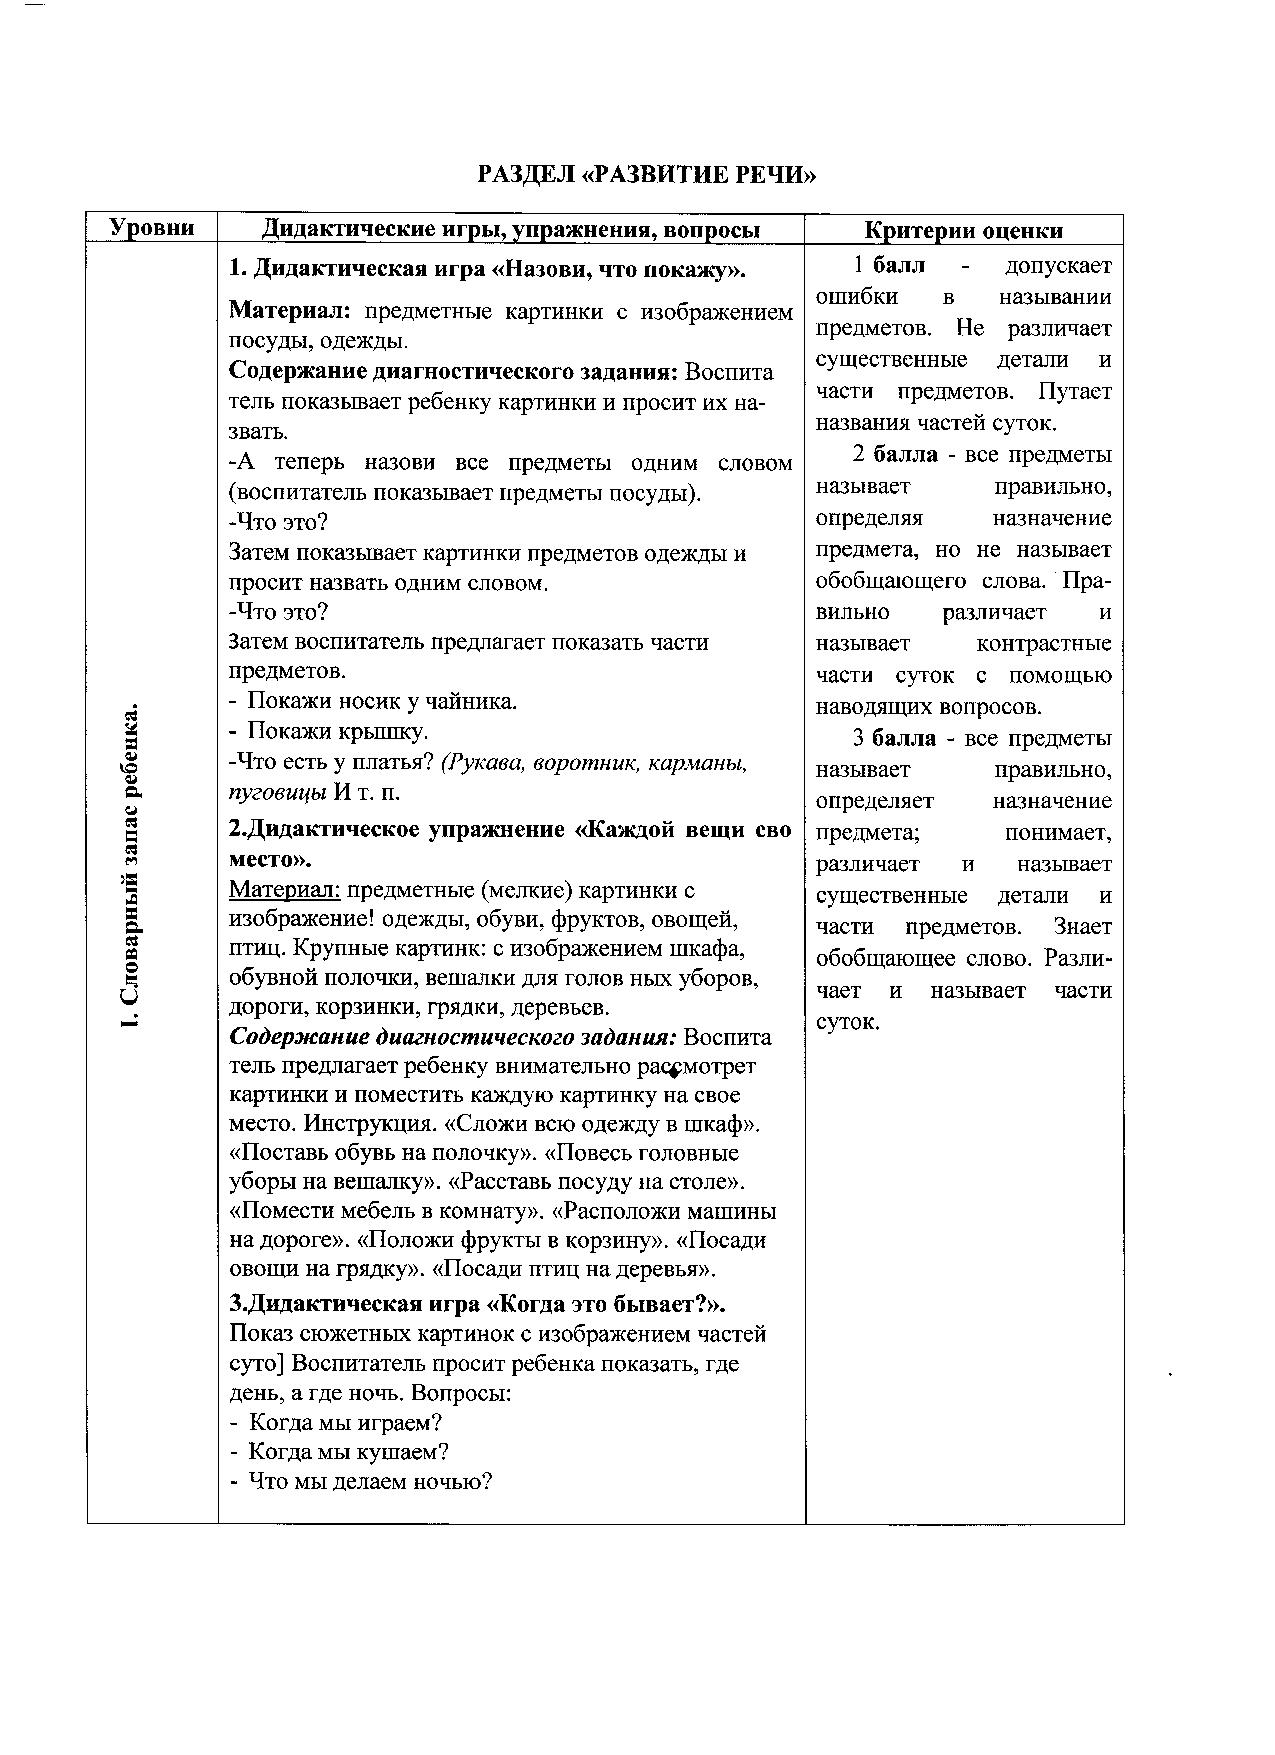 РАЗДЕЛ «РАЗВИТИЕ РЕЧИ»
Уровни
Дидактические игры, упражнения, вопросы
Критерии оценки
I. Словарный запас ребенка.
1. Дидактическая игра «Назови, что покажу».
Материал: предметные картинки с изображением
посуды, одежды.
Содержание диагностического задания: Воспита
тель показывает ребенку картинки и просит их на-
звать.
-А теперь назови все предметы одним словом
(воспитатель показывает предметы посуды).
-Что это?
Затем показывает картинки предметов одежды и
просит назвать одним словом.
-Что это?
Затем воспитатель предлагает показать части
предметов.
- Покажи носик у чайника.
- Покажи крышку.
-Что есть у платья? (Рукава, воротник, карманы,
пуговицы И т. п.
2.Дидактическое упражнение «Каждой вещи сво
место».
Материал: предметные (мелкие) картинки с
изображение! одежды, обуви, фруктов, овощей,
птиц. Крупные картинк: с изображением шкафа,
обувной полочки, вешалки для голов ных уборов,
дороги, корзинки, грядки, деревьев.
Содержание диагностического задания: Воспита
тель предлагает ребенку внимательно рассмотрет
картинки и поместить каждую картинку на свое
место. Инструкция. «Сложи всю одежду в шкаф».
«Поставь обувь на полочку». «Повесь головные
уборы на вешалку». «Расставь посуду на столе».
«Помести мебель в комнату». «Расположи машины
на дороге». «Положи фрукты в корзину». «Посади
овощи на грядку». «Посади птиц на деревья».
3.Дидактическая игра «Когда это бывает?».
Показ сюжетных картинок с изображением частей
суто] Воспитатель просит ребенка показать, где
день, а где ночь. Вопросы:
- Когда мы играем?
- Когда мы кушаем?
- Что мы делаем ночью?
1 балл - допускает
ошибки в назывании
предметов. Не различает
существенные детали и
части предметов. Путает
названия частей суток.
2 балла - все предметы
называет правильно,
определяя назначение
предмета, но не называет
обобщающего слова. Пра-
вильно различает и
называет контрастные
части суток с помощью
наводящих вопросов.
3 балла - все предметы
называет правильно,
определяет назначение
предмета; понимает,
различает и называет
существенные детали и
части предметов. Знает
обобщающее слово. Разли-
чает и называет части
суток.